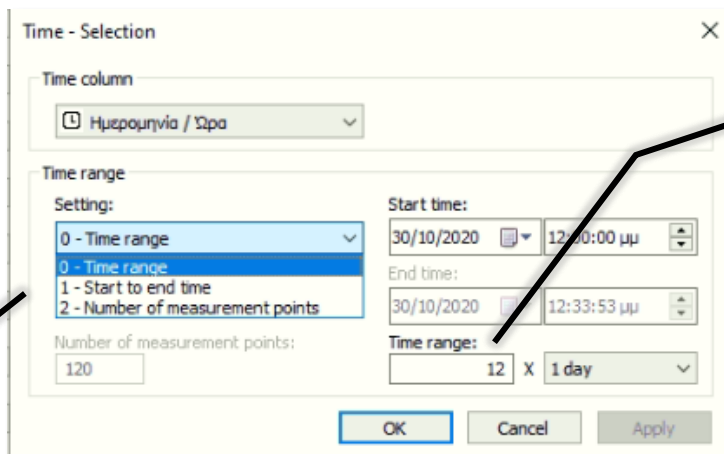 Time - Selection
Time column
Ημερομηνία / Ώρα
Time range
Setting:
Start time:
0 - Time range
30/10/2020
12:00:00 μμ
0 - Time range
1 - Start to end time
2 - Number of measurement points
End time:
30/10/2020
12:33:53 μμ
Number of measurement points:
Time range:
120
12 X 1 day
OK Cancel Apply